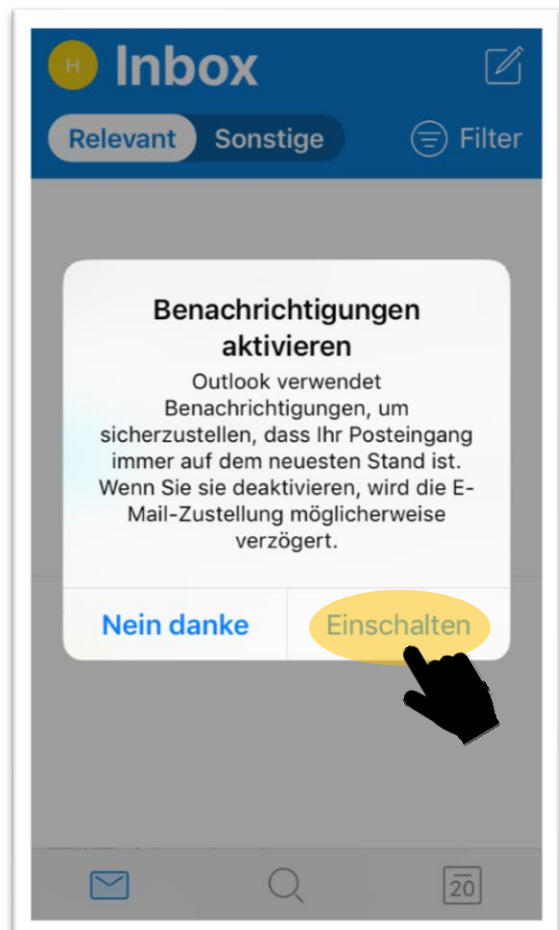 H Inbox
Relevant Sonstige Filter
Benachrichtigungen
aktivieren
Outlook verwendet
Benachrichtigungen, um
sicherzustellen, dass Ihr Posteingang
immer auf dem neuesten Stand ist.
Wenn Sie sie deaktivieren, wird die E-
Mail-Zustellung möglicherweise
verzögert.
Nein danke Einschalten
20